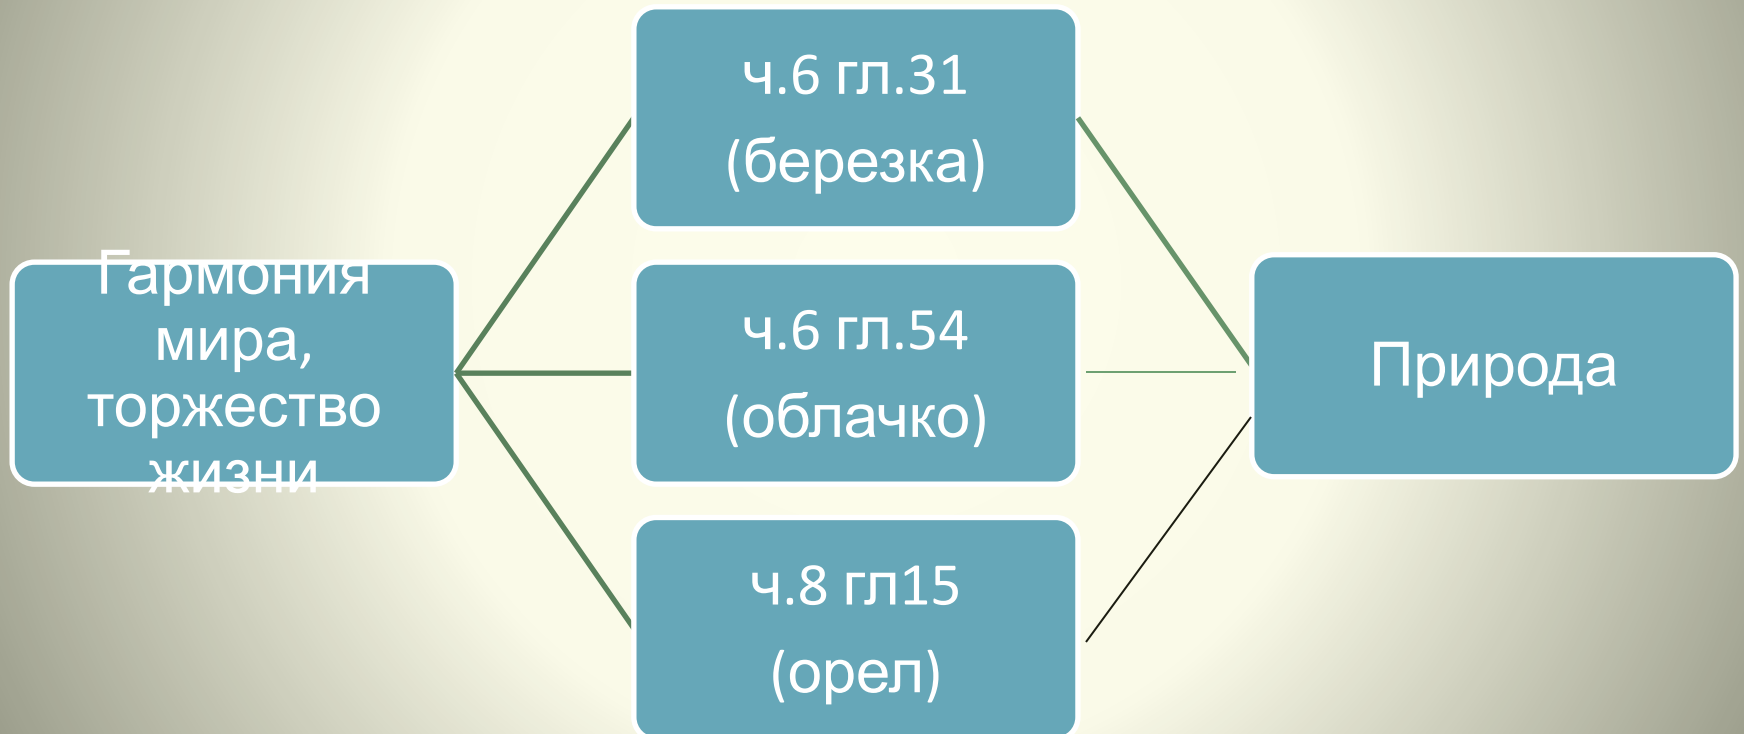 Гармония
мира,
торжество
жизни
ч.6 гл.31
(березка)
ч.6 гл.54
(облачко)
ч.8 гл15
(орел)
Природа